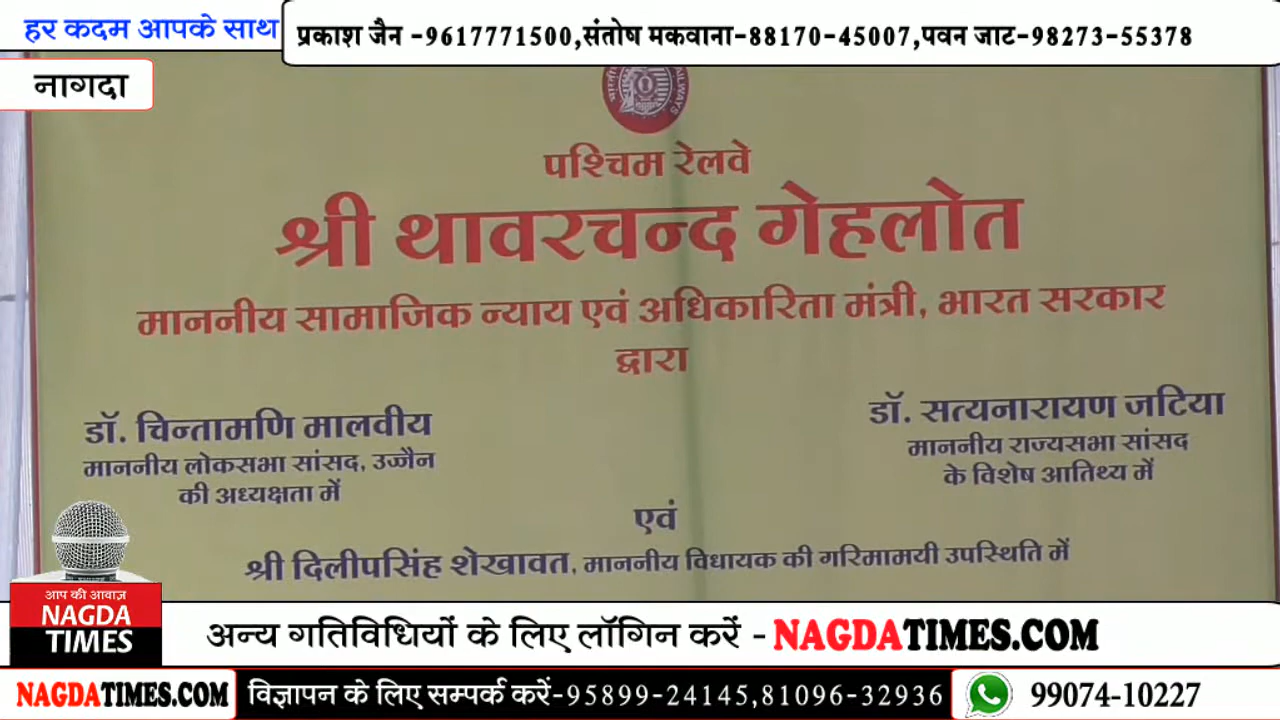 हर कदम आपके साथ
प्रकाश जैन -9617771500,संतोष मकवाना-88170-45007,पवन जाट-98273-55378
नागदा
पश्चिम रेलवे
श्री थावरचन्द गेहलोत
माननीय सामाजिक न्याय एवं अधिकारिता मंत्री, भारत सरकार
द्वारा
डॉ. चिन्तामणि मालवीय
माननीय लोकसभा सांसद, उज्जैन
की अध्यक्षता में
डॉ. सत्यनारायण जटिया
माननीय राज्यसभा सांसद
के विशेष आतिथ्य में
एवं
श्री दिलीपसिंह शेखावत, माननीय विधायक की गरिमामयी उपस्थिति में
आप की आवाज़
NAGDA
TIMES
अन्य गतिविधियों के लिए लॉगिन करें - NAGDATIMES.COM
NAGDATIMES.COM
विज्ञापन के लिए सम्पर्क करें-95899-24145,81096-32936
99074-10227